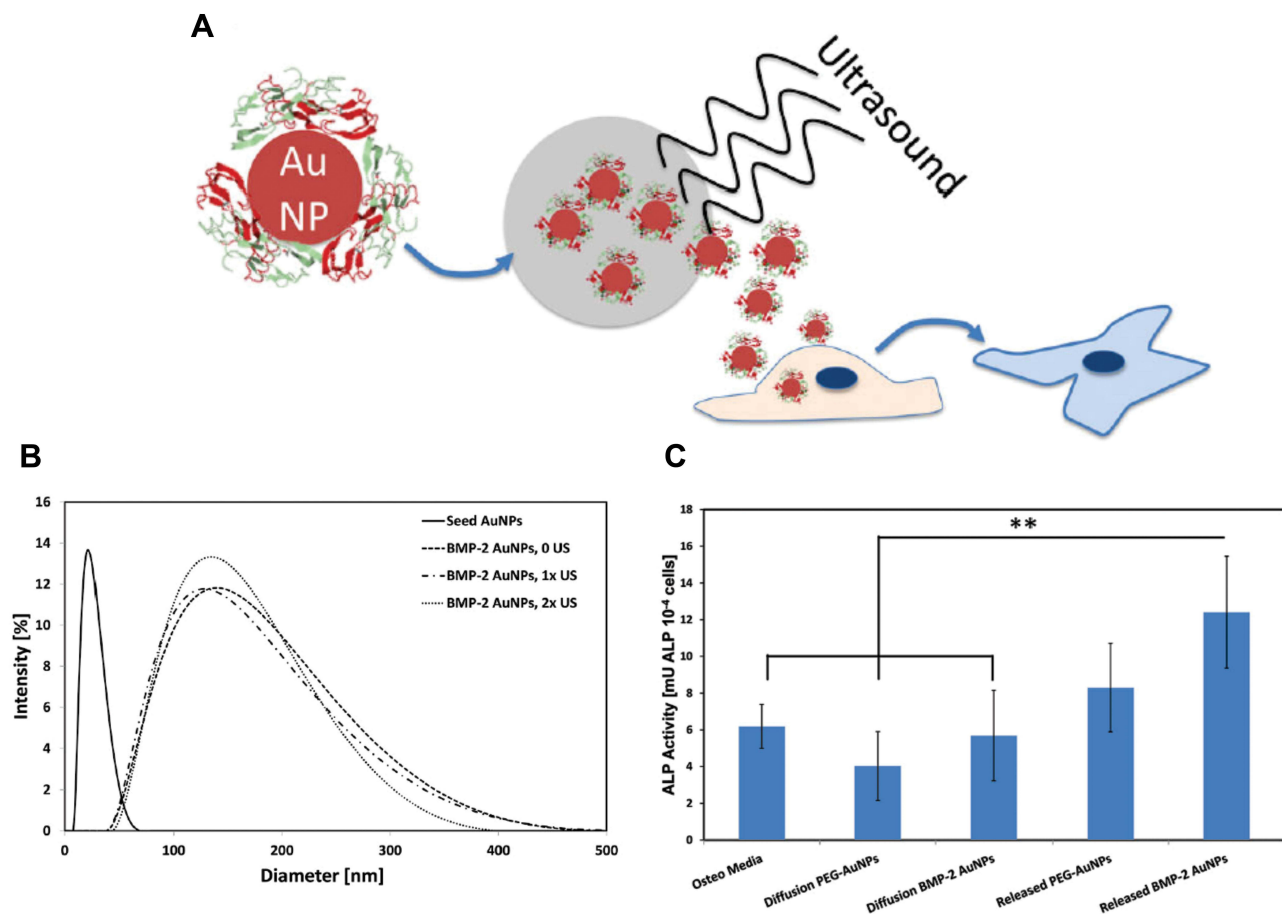 A
Au
NP
Ultrasound
B
16
14
12
10
8
6
4
2
0
Intensity [%]
0
100
200
300
400
500
Diameter [nm]
Seed AuNPs
BMP-2 AuNPs, 0 US
BMP-2 AuNPs, 1x US
BMP-2 AuNPs, 2x US
C
18
16
14
12
10
8
6
4
2
0
ALP Activity [mU ALP 10⁻⁴ cells]
**
Osteo Media
Diffusion PEG-AuNPs
Diffusion BMP-2 AuNPs
Released PEG-AuNPs
Released BMP-2 AuNPs